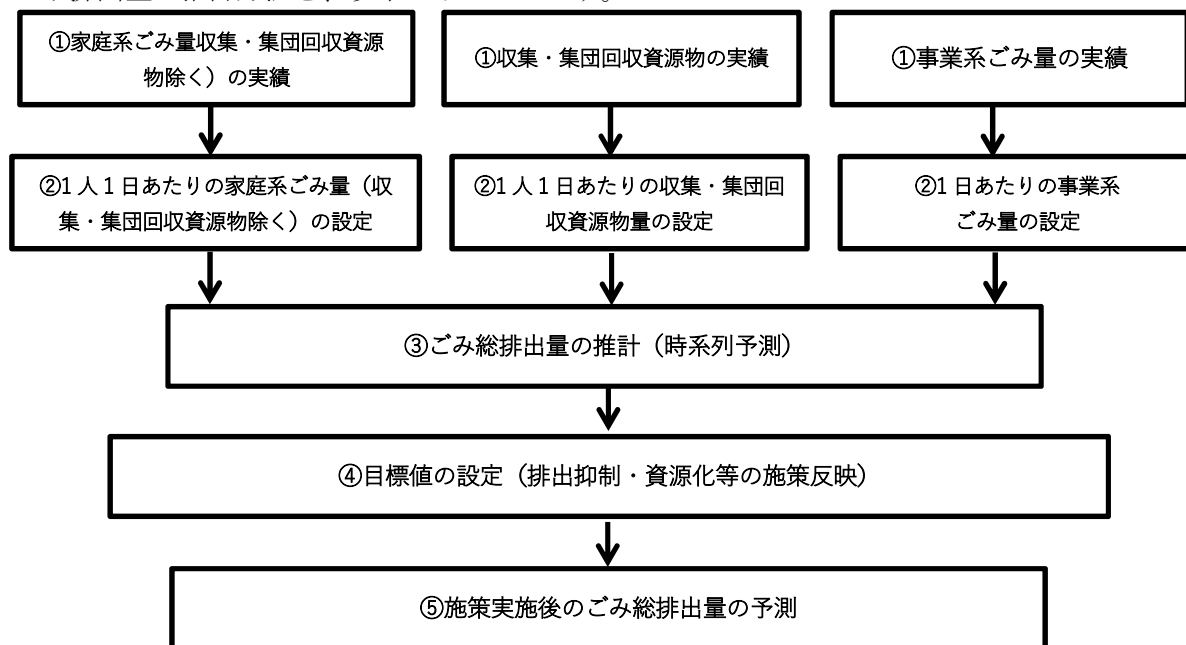 ①家庭系ごみ量収集・集団回収資源
物除く）の実績
①収集・集団回収資源物の実績
①事業系ごみ量の実績
②1 人 1 日あたりの家庭系ごみ量（収
集・集団回収資源物除く）の設定
②1 人 1 日あたりの収集・集団回
収資源物量の設定
②1 日あたりの事業系
ごみ量の設定
③ごみ総排出量の推計（時系列予測）
④目標値の設定（排出抑制・資源化等の施策反映）
⑤施策実施後のごみ総排出量の予測